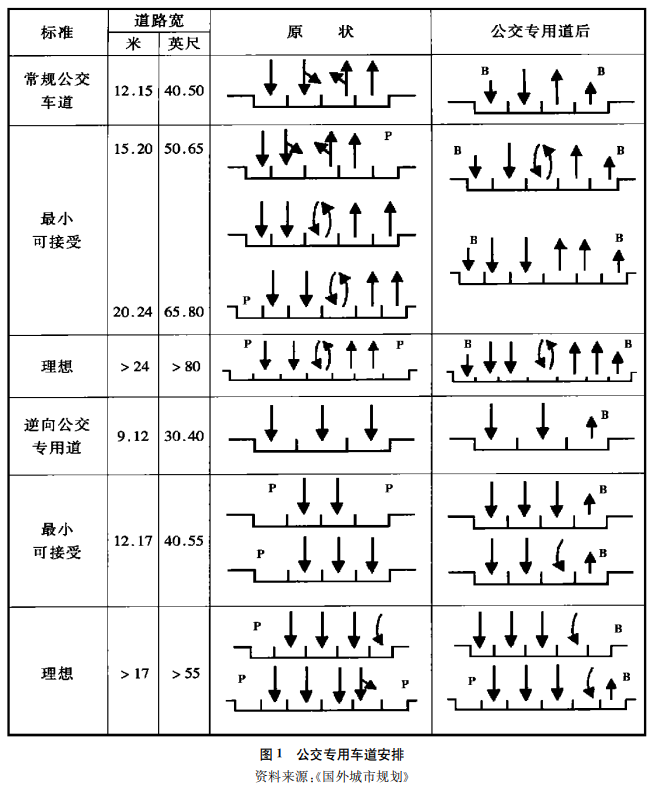 标准 道路宽 原 状 公交专用道后
米 英尺
常规公交
车道 12.15 40.50 B B
15.20 50.65 P B B
最小
可接受 B B
20.24 65.80 P
理想 >24 >80 P P B B
逆向公交
专用道 9.12 30.40 B
P P B
最小
可接受 12.17 40.55 P B
P B
理想 >17 >55 P P P B
图1 公交专用车道安排
资料来源:《国外城市规划》